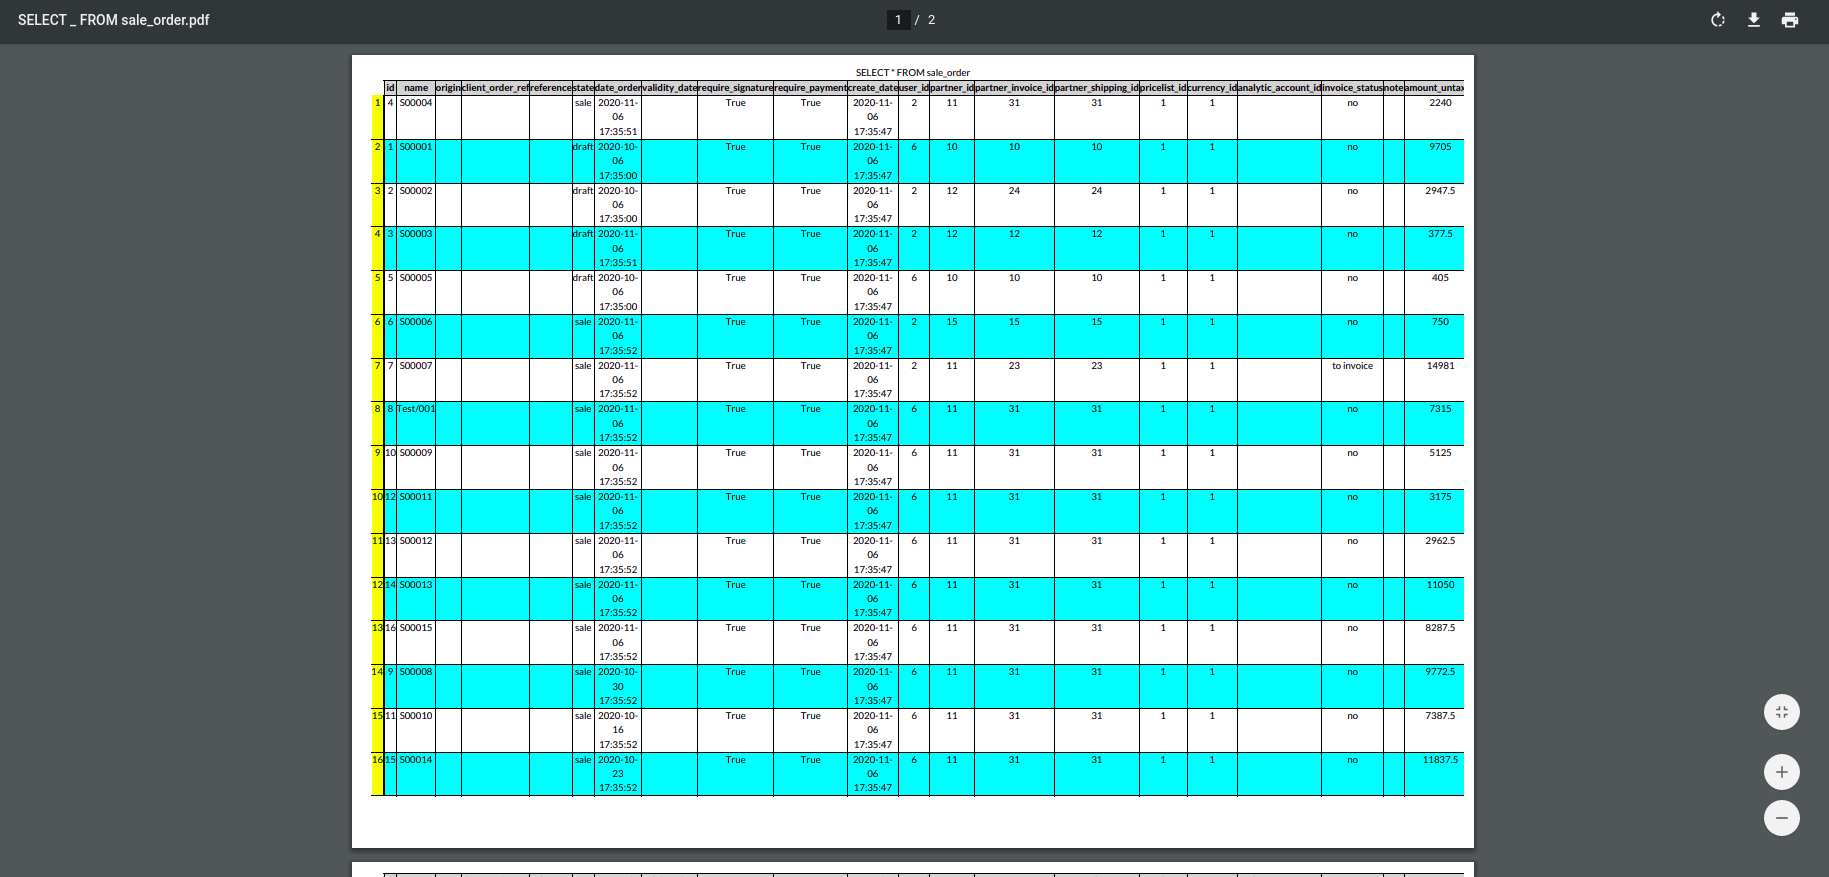 SELECT _ FROM sale_order.pdf
1 / 2
SELECT * FROM sale_order
id name origin client_order_ref reference state date_order validity_date require_signature require_payment create_date user_id partner_id partner_invoice_id partner_shipping_id pricelist_id currency_id analytic_account_id invoice_status note amount_untax
1 4 S00004 sale 2020-11- True True 2020-11- 2 11 31 31 1 1 no 2240
06 06
17:35:51 17:35:47
2 1 S00001 draft 2020-10- True True 2020-11- 6 10 10 10 1 1 no 9705
06 06
17:35:00 17:35:47
3 2 S00002 draft 2020-10- True True 2020-11- 2 12 24 24 1 1 no 2947.5
06 06
17:35:00 17:35:47
4 3 S00003 draft 2020-11- True True 2020-11- 2 12 12 12 1 1 no 377.5
06 06
17:35:51 17:35:47
5 5 S00005 draft 2020-10- True True 2020-11- 6 10 10 10 1 1 no 405
06 06
17:35:00 17:35:47
6 6 S00006 sale 2020-11- True True 2020-11- 2 15 15 15 1 1 no 750
06 06
17:35:52 17:35:47
7 7 S00007 sale 2020-11- True True 2020-11- 2 11 23 23 1 1 to invoice 14981
06 06
17:35:52 17:35:47
8 8 Test/001 sale 2020-11- True True 2020-11- 6 11 31 31 1 1 no 7315
06 06
17:35:52 17:35:47
9 10 S00009 sale 2020-11- True True 2020-11- 6 11 31 31 1 1 no 5125
06 06
17:35:52 17:35:47
10 12 S00011 sale 2020-11- True True 2020-11- 6 11 31 31 1 1 no 3175
06 06
17:35:52 17:35:47
11 13 S00012 sale 2020-11- True True 2020-11- 6 11 31 31 1 1 no 2962.5
06 06
17:35:52 17:35:47
12 14 S00013 sale 2020-11- True True 2020-11- 6 11 31 31 1 1 no 11050
06 06
17:35:52 17:35:47
13 16 S00015 sale 2020-11- True True 2020-11- 6 11 31 31 1 1 no 8287.5
06 06
17:35:52 17:35:47
14 9 S00008 sale 2020-10- True True 2020-11- 6 11 31 31 1 1 no 9772.5
30 06
17:35:52 17:35:47
15 11 S00010 sale 2020-10- True True 2020-11- 6 11 31 31 1 1 no 7387.5
16 06
17:35:52 17:35:47
16 15 S00014 sale 2020-10- True True 2020-11- 6 11 31 31 1 1 no 11837.5
23 06
17:35:52 17:35:47